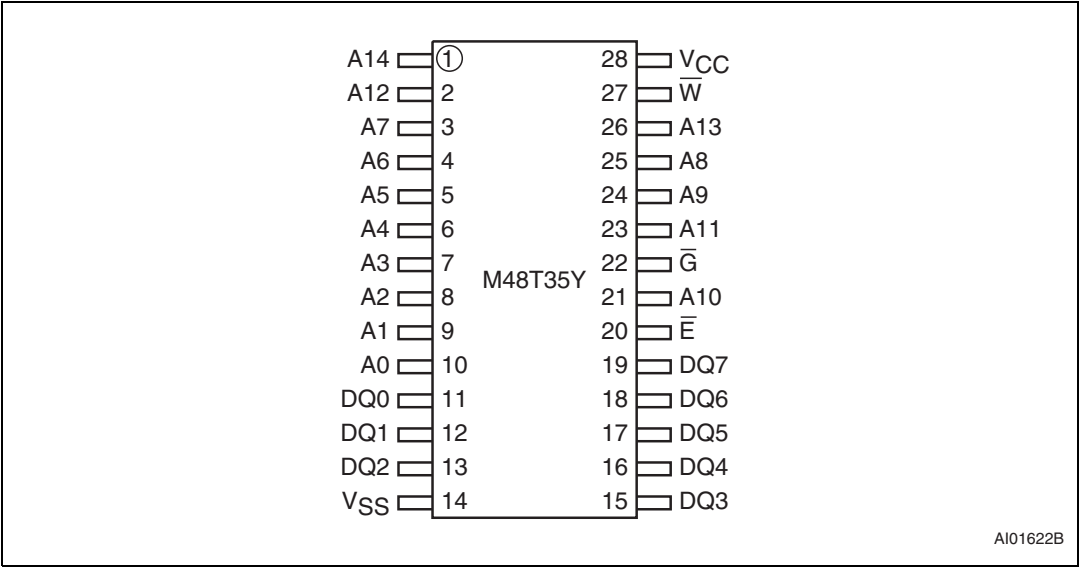 A14 1 28 VCC
A12 2 27 W̅
A7 3 26 A13
A6 4 25 A8
A5 5 24 A9
A4 6 23 A11
A3 7 22 G̅
M48T35Y
A2 8 21 A10
A1 9 20 E̅
A0 10 19 DQ7
DQ0 11 18 DQ6
DQ1 12 17 DQ5
DQ2 13 16 DQ4
VSS 14 15 DQ3
AI01622B